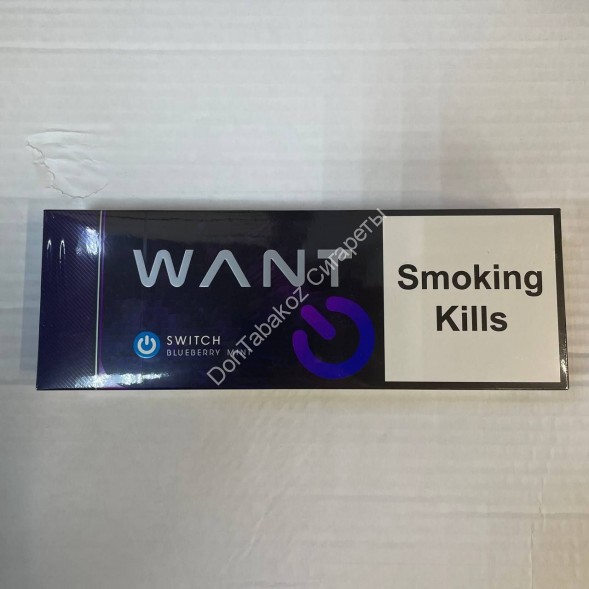 WANT
SWITCH
BLUEBERRY MINT
Smoking
Kills
DonTabakoz Сигареты